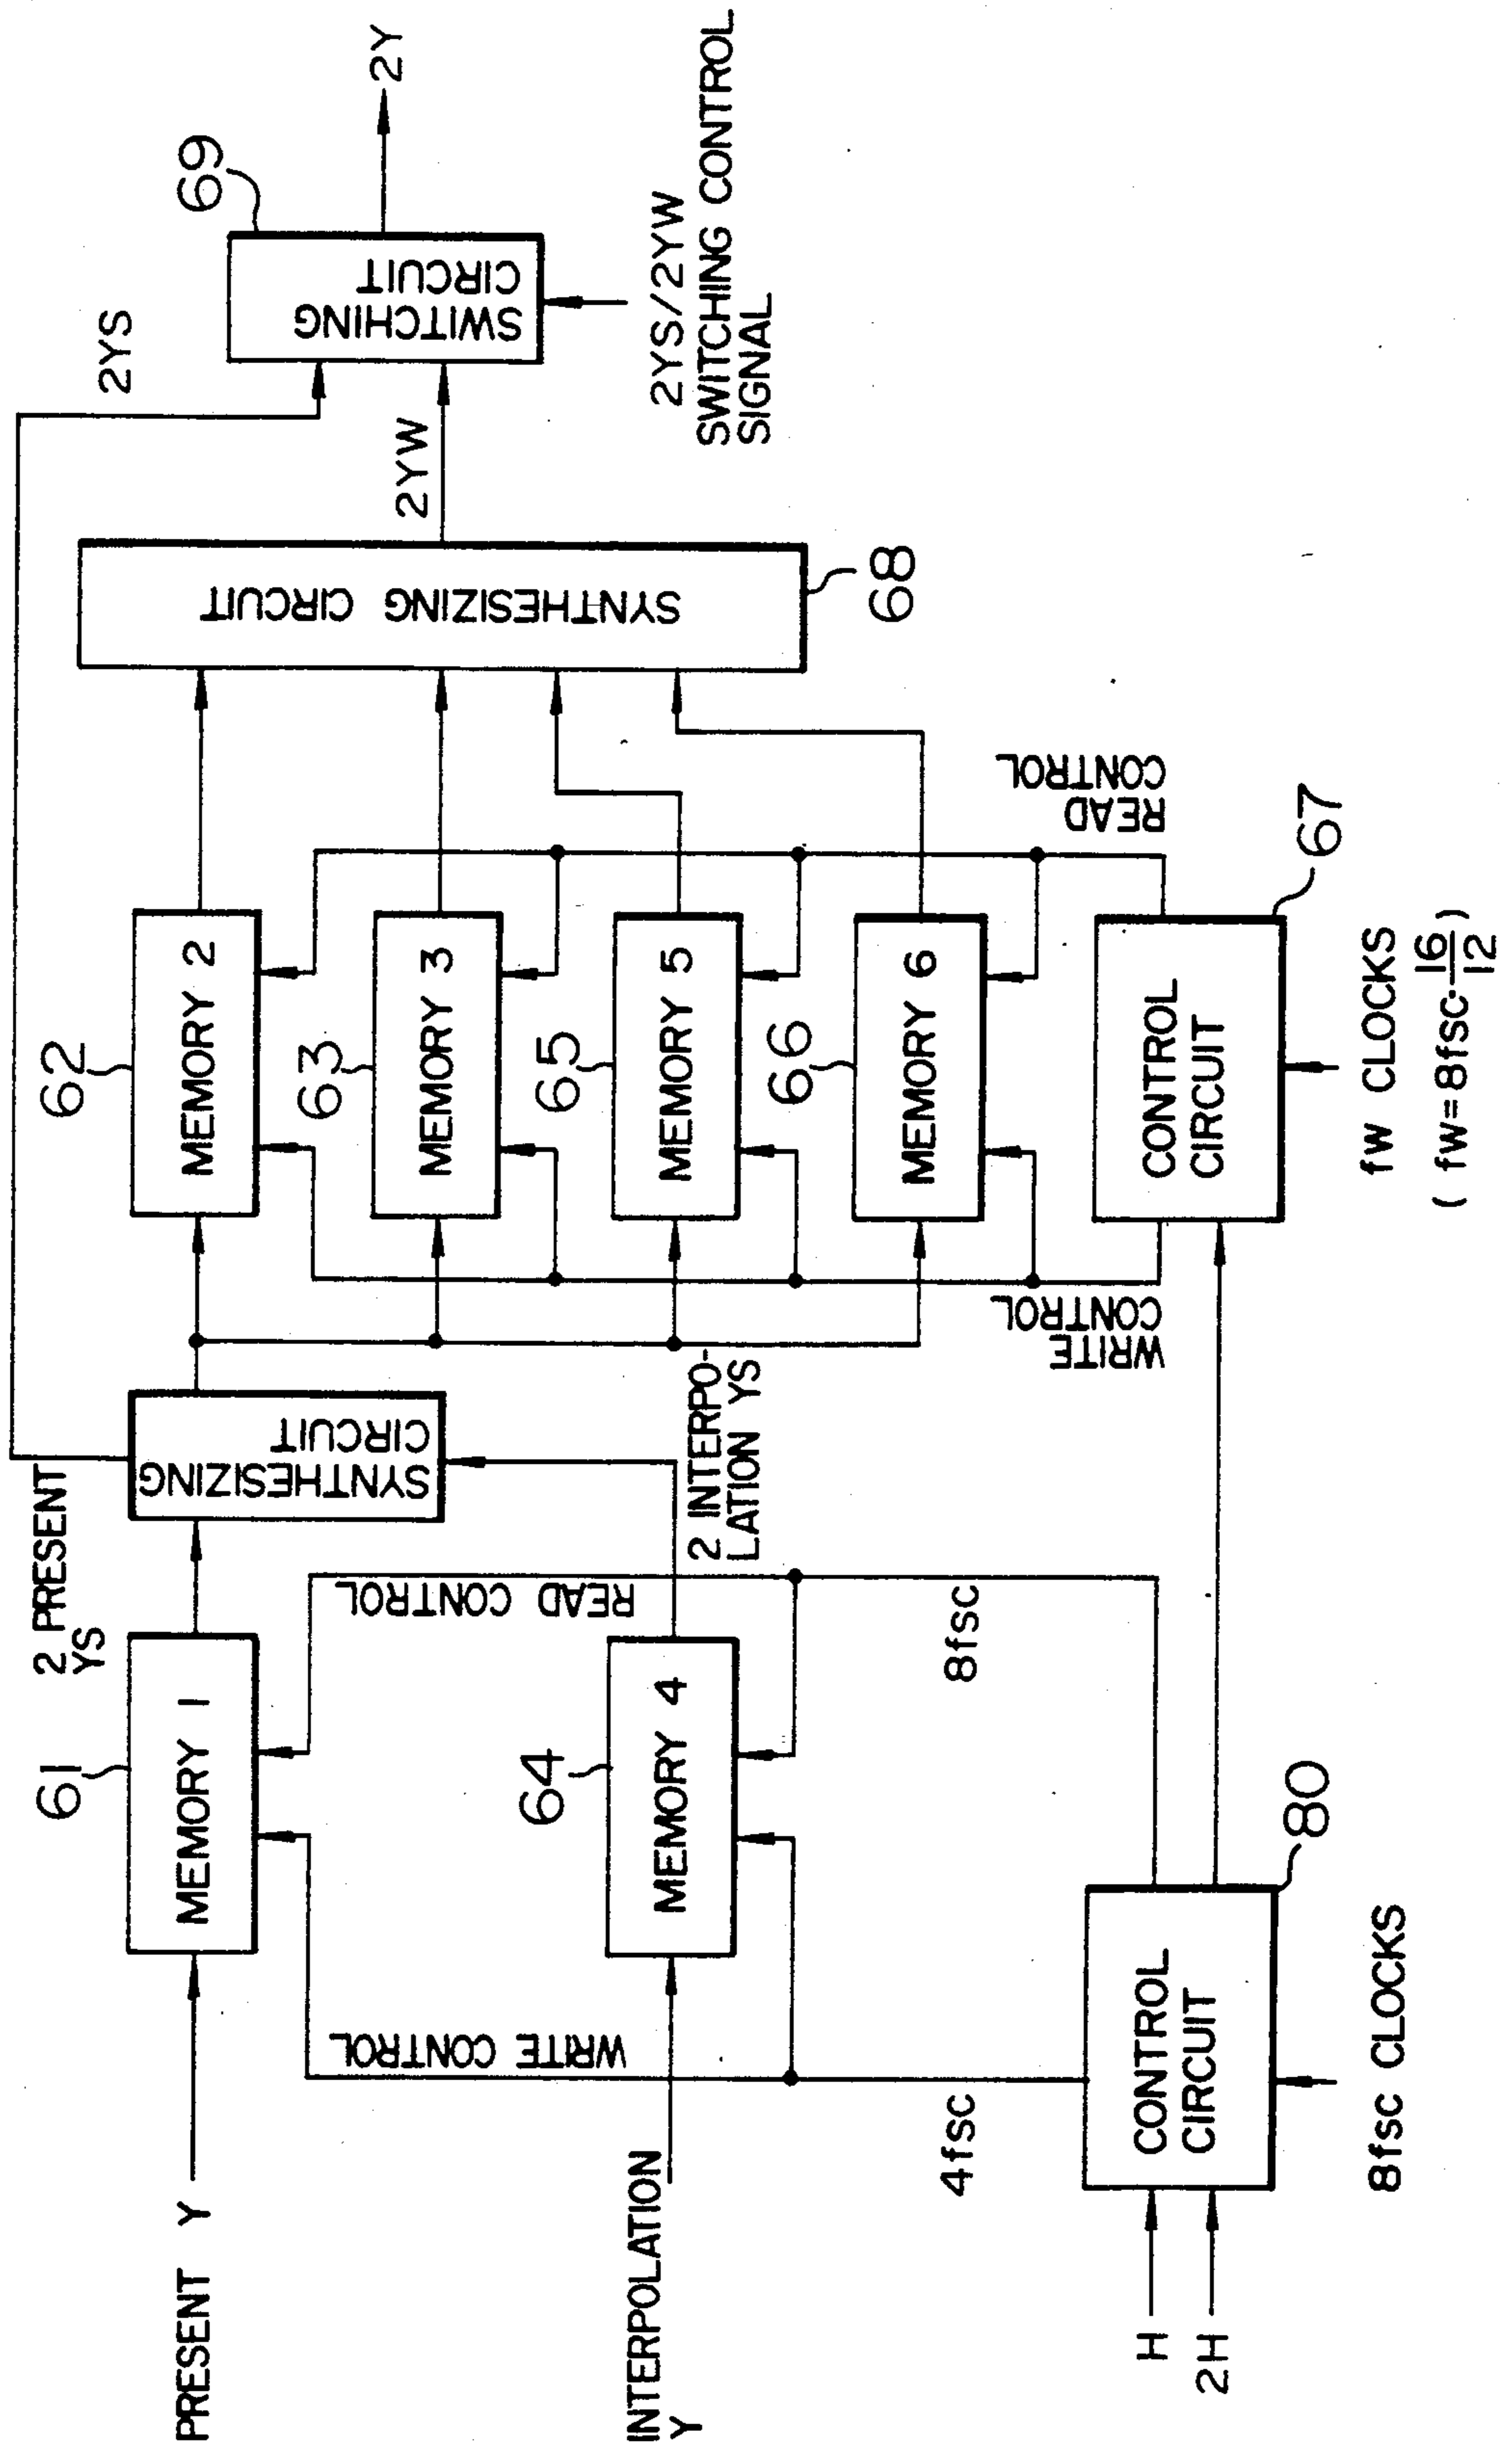 PRESENT Y
INTERPOLATION
Y
H
2H
61
MEMORY 1
64
MEMORY 4
WRITE CONTROL
READ CONTROL
4fsc
8fsc
CONTROL
CIRCUIT
80
8fsc CLOCKS
2 PRESENT
YS
SYNTHESIZING
CIRCUIT
2 INTERPO-
LATION YS
62
MEMORY 2
63
MEMORY 3
65
MEMORY 5
66
MEMORY 6
WRITE
CONTROL
READ
CONTROL
CONTROL
CIRCUIT
67
fw CLOCKS
( fw=8fsc·16/12 )
SYNTHESIZING CIRCUIT
68
2YS
2YW
SWITCHING
CIRCUIT
69
2Y
2YS/2YW
SWITCHING CONTROL
SIGNAL